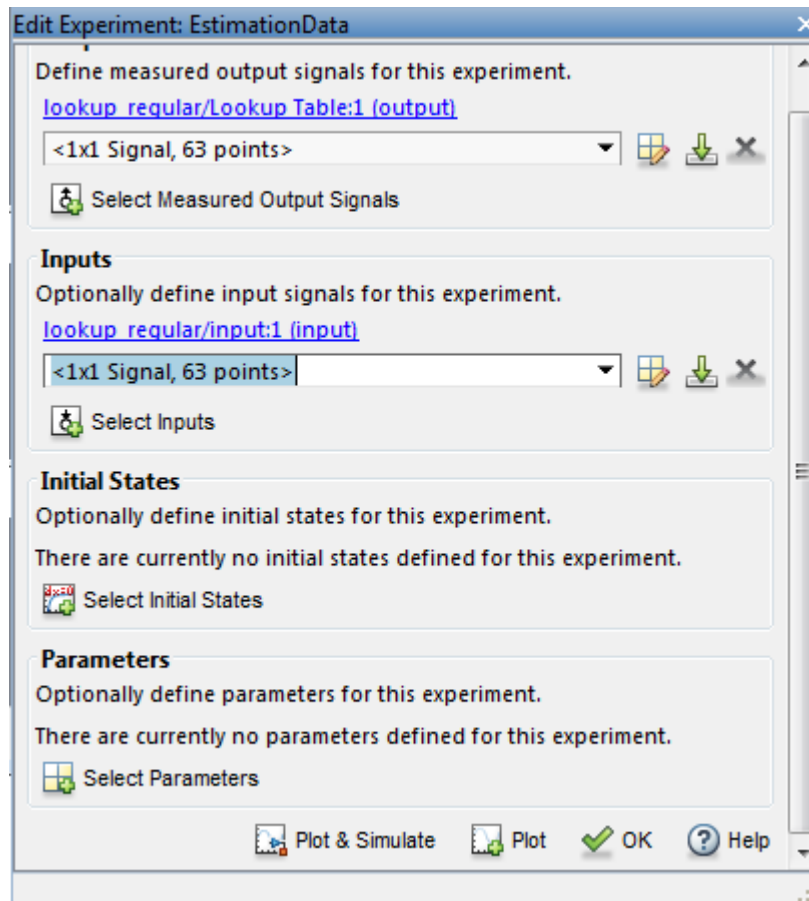 Edit Experiment: EstimationData
Define measured output signals for this experiment.
lookup_regular/Lookup Table:1 (output)
<1x1 Signal, 63 points>
Select Measured Output Signals
Inputs
Optionally define input signals for this experiment.
lookup_regular/input:1 (input)
<1x1 Signal, 63 points>
Select Inputs
Initial States
Optionally define initial states for this experiment.
There are currently no initial states defined for this experiment.
Select Initial States
Parameters
Optionally define parameters for this experiment.
There are currently no parameters defined for this experiment.
Select Parameters
Plot & Simulate Plot OK Help